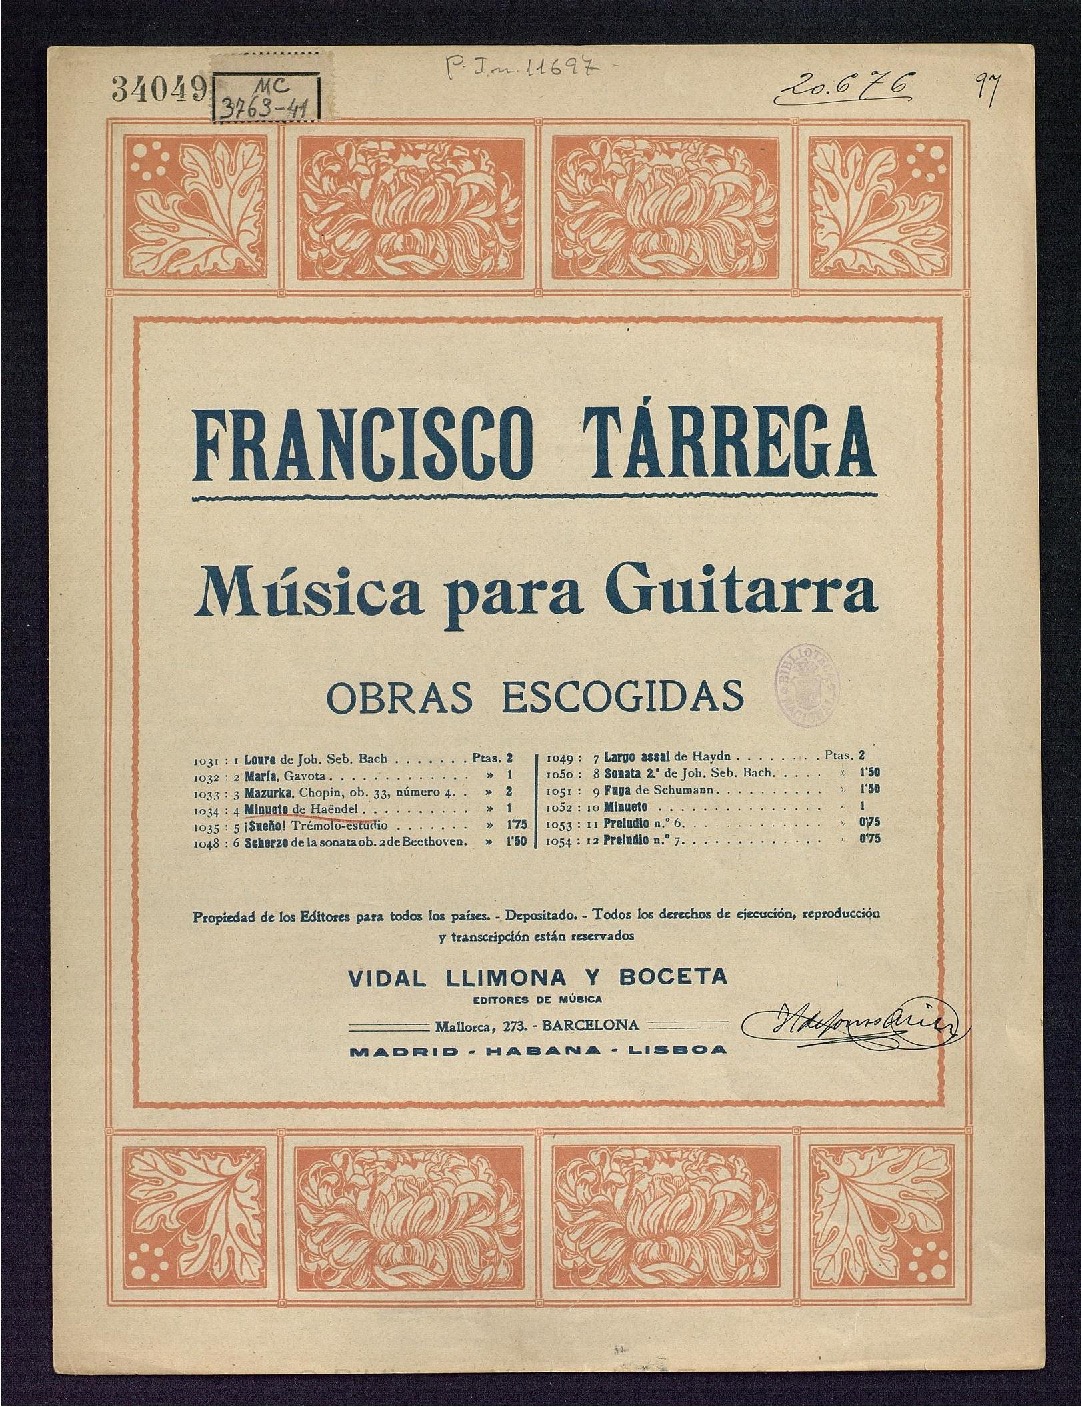 34049
MC
3763-41
P. I. n. 11697
20.676
97
FRANCISCO TÁRREGA
Música para Guitarra
OBRAS ESCOGIDAS
BIBLIOTECA
1031 : 1 Loure de Joh. Seb. Bach . . . . . . . Ptas. 2
1032 : 2 María, Gavota . . . . . . . . . . . . » 1
1033 : 3 Mazurka, Chopin, ob. 33, número 4. . . » 2
1034 : 4 Minueto de Haëndel . . . . . . . . . . » 1
1035 : 5 ¡Sueño! Trémolo-estudio . . . . . . . » 1'75
1048 : 6 Scherzo de la sonata ob. 2 de Beethoven. » 1'50
1049 : 7 Largo assai de Haydn . . . . . . . . Ptas. 2
1050 : 8 Sonata 2.ª de Joh. Seb. Bach. . . . . » 1'50
1051 : 9 Fuga de Schumann . . . . . . . . . . » 1'50
1052 : 10 Minueto . . . . . . . . . . . . . . » 1
1053 : 11 Preludio n.º 6. . . . . . . . . . . » 0'75
1054 : 12 Preludio n.º 7. . . . . . . . . . . » 0'75
Propiedad de los Editores para todos los países. - Depositado. - Todos los derechos de ejecución, reproducción
y transcripción están reservados
VIDAL LLIMONA Y BOCETA
EDITORES DE MÚSICA
Mallorca, 273. - BARCELONA
MADRID - HABANA - LISBOA